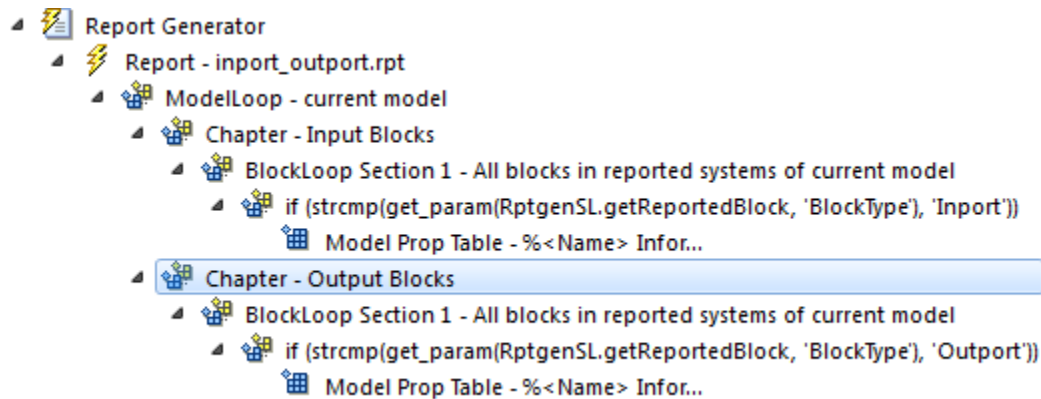 Report Generator
Report - inport_outport.rpt
ModelLoop - current model
Chapter - Input Blocks
BlockLoop Section 1 - All blocks in reported systems of current model
if (strcmp(get_param(RptgenSL.getReportedBlock, 'BlockType'), 'Inport'))
Model Prop Table - %<Name> Infor...
Chapter - Output Blocks
BlockLoop Section 1 - All blocks in reported systems of current model
if (strcmp(get_param(RptgenSL.getReportedBlock, 'BlockType'), 'Outport'))
Model Prop Table - %<Name> Infor...